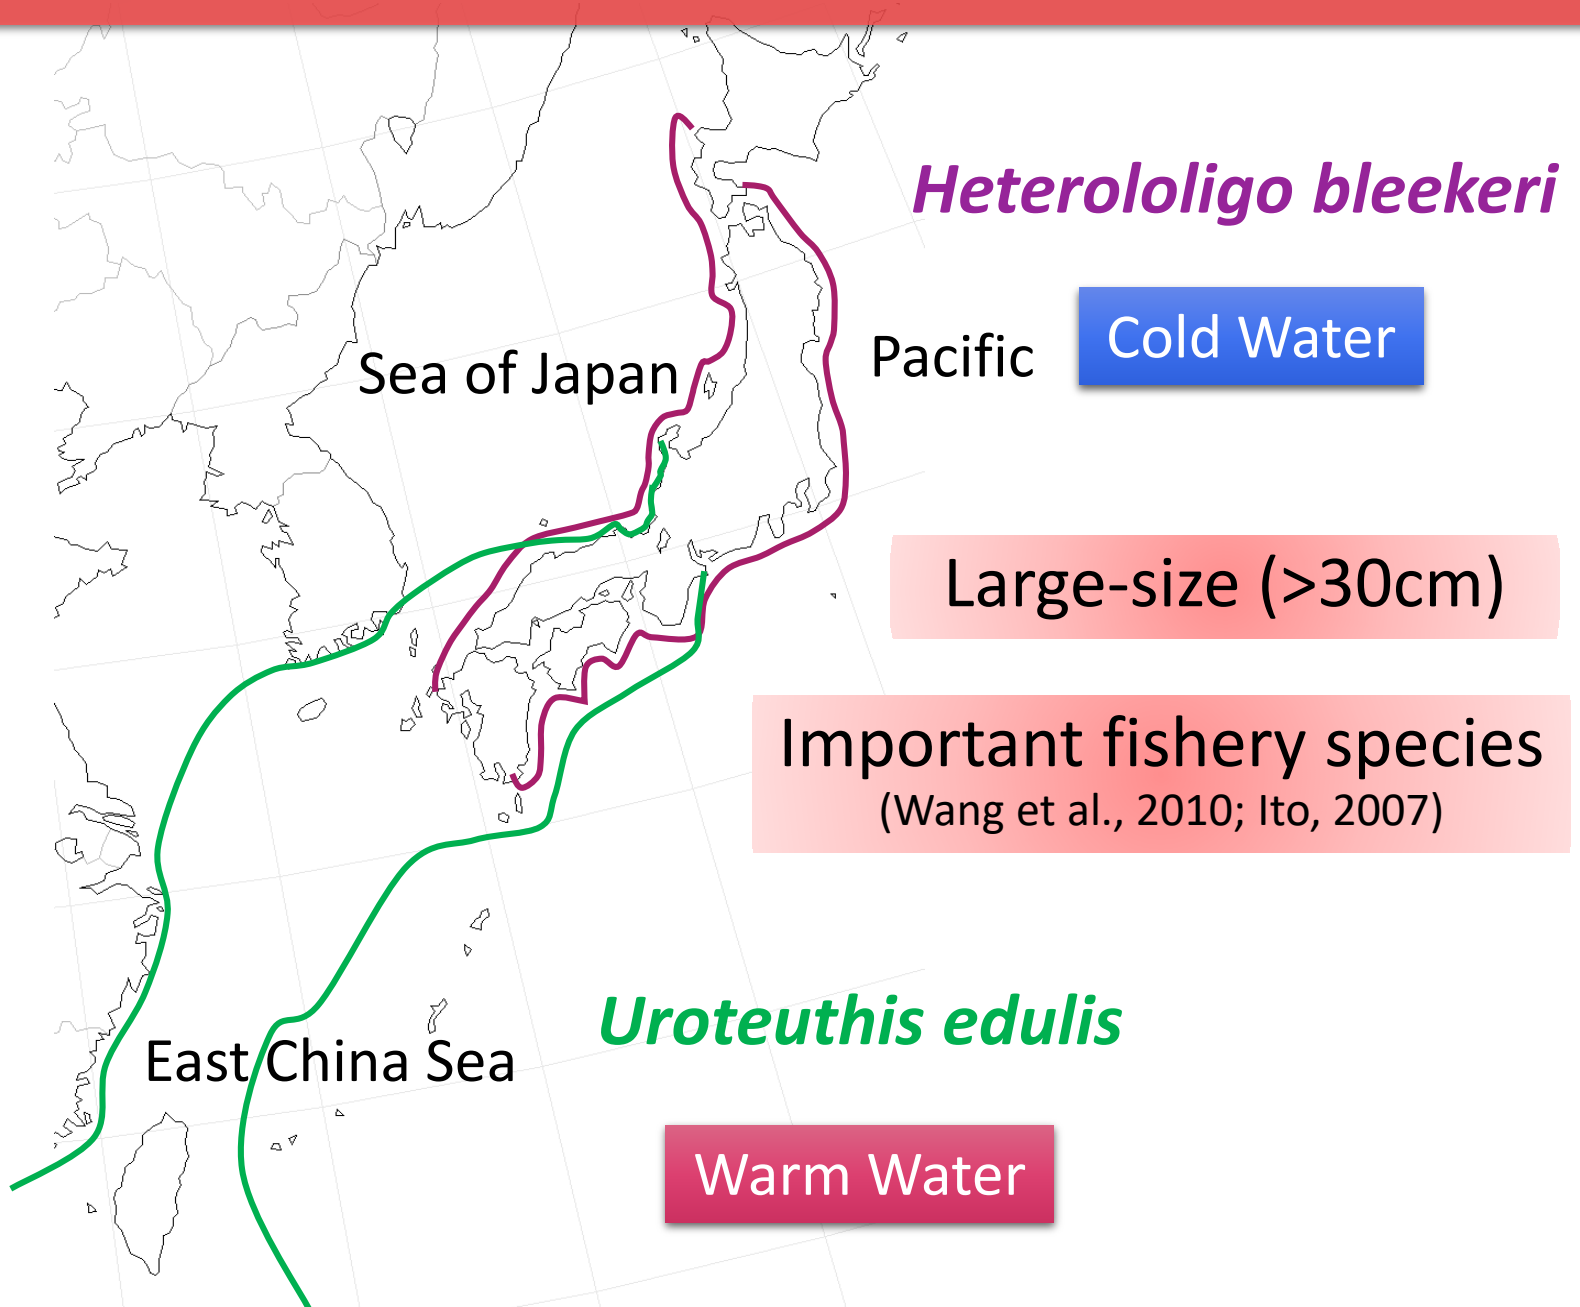 Heterololigo bleekeri
Cold Water
Pacific
Sea of Japan
Large-size (>30cm)
Important fishery species
(Wang et al., 2010; Ito, 2007)
Uroteuthis edulis
East China Sea
Warm Water